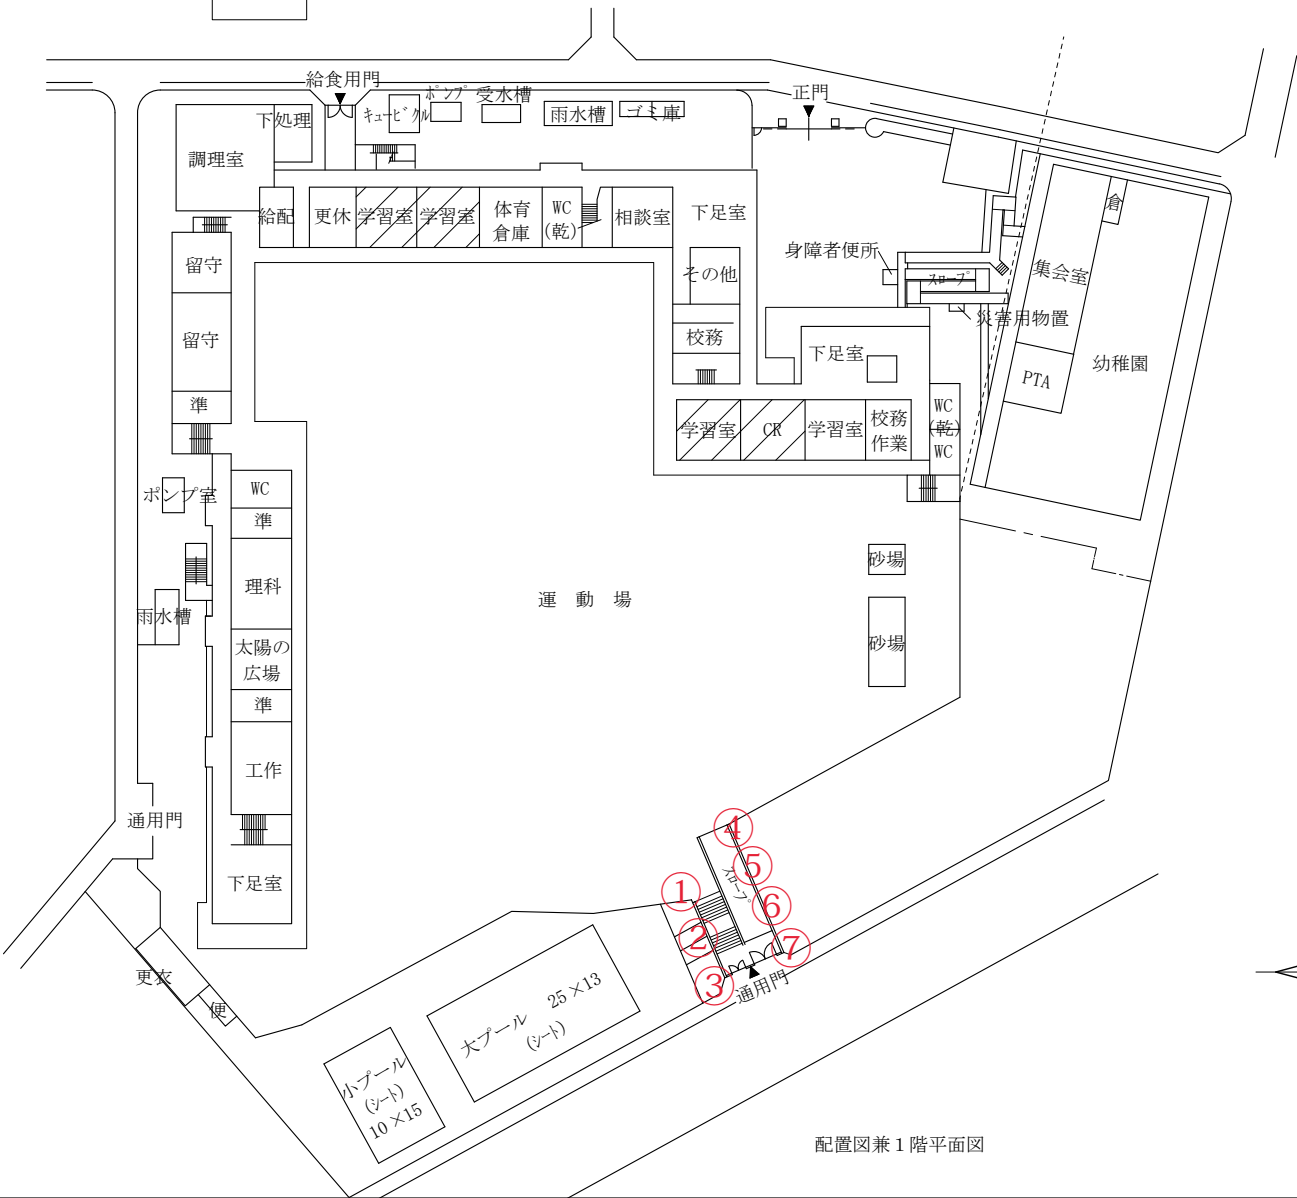 給食用門
ポンプ
受水槽
正門
キュービクル
雨水槽
ゴミ庫
下処理
調理室
給配
更休
学習室
学習室
体育
倉庫
WC
(乾)
相談室
下足室
倉
身障者便所
集会室
スロープ
災害用物置
留守
その他
留守
校務
下足室
幼稚園
PTA
準
学習室
CR
学習室
校務
作業
WC
(乾)
WC
ポンプ室
WC
準
砂場
理科
運動場
雨水槽
太陽の
広場
砂場
準
工作
通用門
④
⑤
スロープ
下足室
①
⑥
②
⑦
③
通用門
更衣
便
大プール 25×13
(シート)
小プール
(シート)
10×15
配置図兼1階平面図